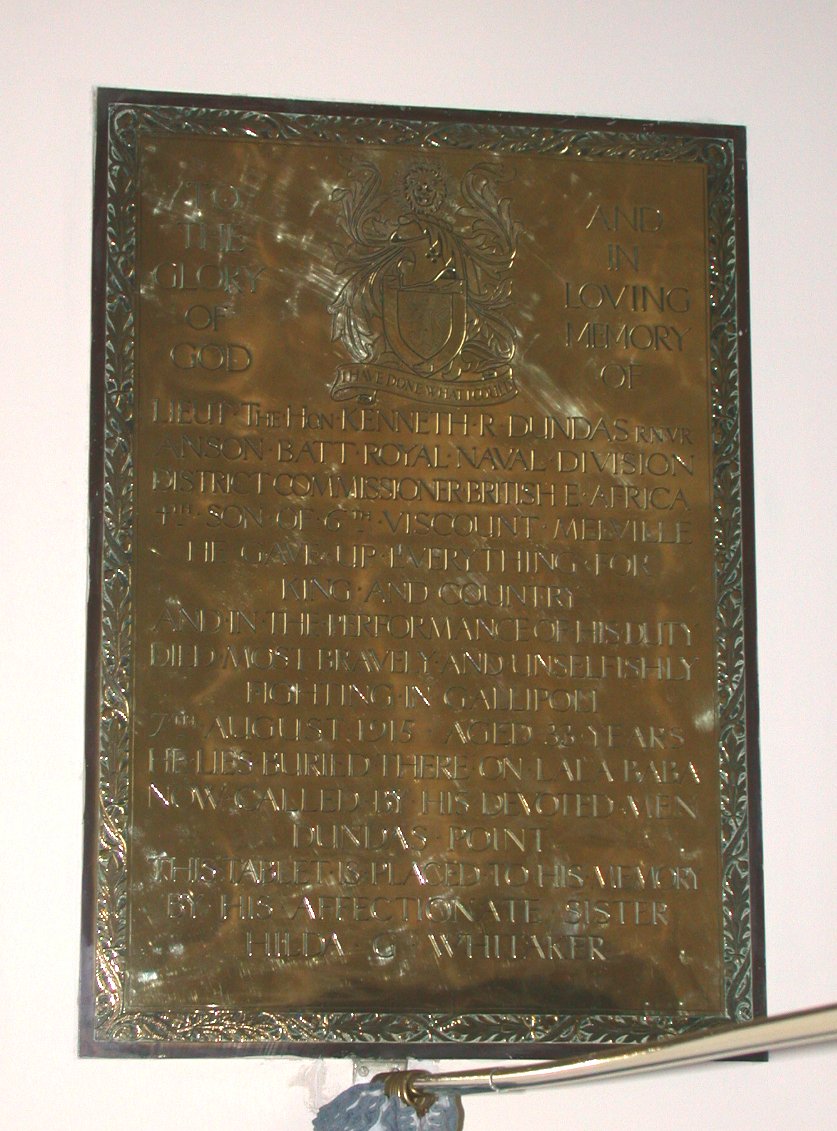 TO
THE
GLORY
OF
GOD
AND
IN
LOVING
MEMORY
OF
I HAVE DONE WHAT I COULD
LIEUT·THE HON KENNETH·R·DUNDAS RNVR
ANSON·BATT·ROYAL·NAVAL·DIVISION
DISTRICT COMMISSIONER BRITISH E·AFRICA
4TH·SON·OF·6TH·VISCOUNT·MELVILLE
HE·GAVE·UP·EVERYTHING·FOR
KING·AND·COUNTRY
AND·IN·THE·PERFORMANCE OF HIS DUTY
DIED MOST BRAVELY·AND UNSELFISHLY
FIGHTING·IN GALLIPOLI
7TH·AUGUST 1915·AGED 33·YEARS
HE·LIES·BURIED THERE·ON·LALA BABA
NOW·CALLED·BY·HIS·DEVOTED·MEN
DUNDAS·POINT
THIS TABLET·IS·PLACED·TO·HIS·MEMORY
BY·HIS·AFFECTIONATE·SISTER
HILDA·G·WHITAKER